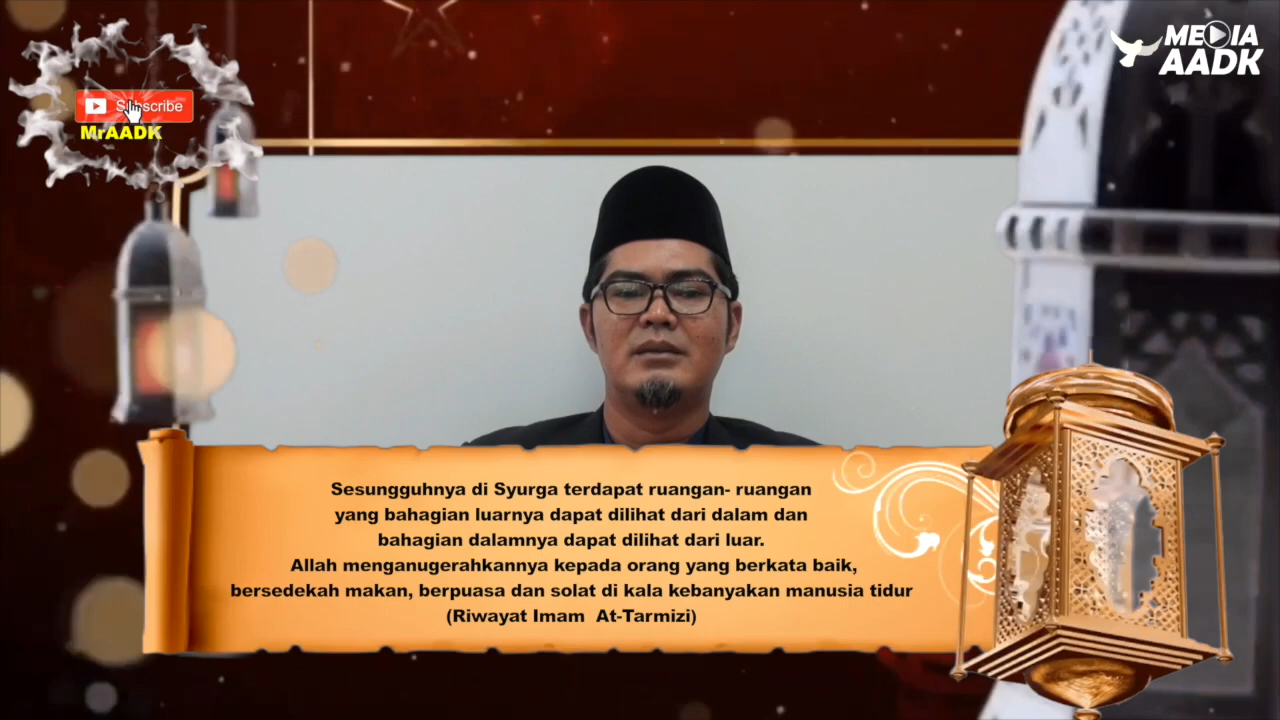 MEDIA
AADK
Subscribe
MrAADK
Sesungguhnya di Syurga terdapat ruangan- ruangan
yang bahagian luarnya dapat dilihat dari dalam dan
bahagian dalamnya dapat dilihat dari luar.
Allah menganugerahkannya kepada orang yang berkata baik,
bersedekah makan, berpuasa dan solat di kala kebanyakan manusia tidur
(Riwayat Imam  At-Tarmizi)